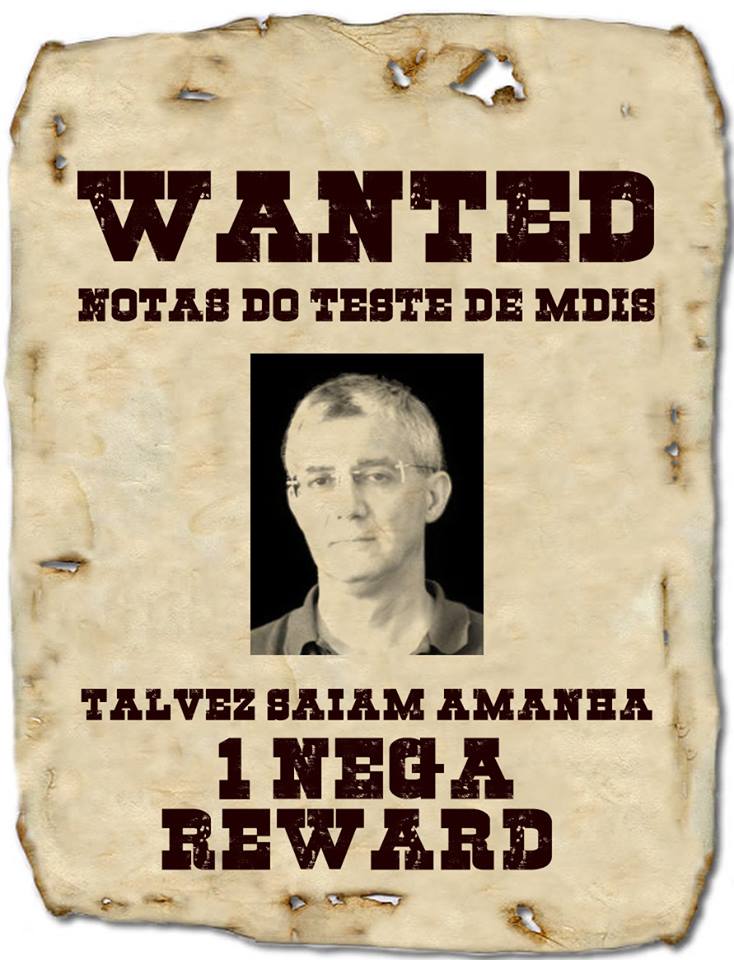 WANTED
NOTAS DO TESTE DE MDIS
TALVEZ SAIAM AMANHA
1 NEGA
REWARD